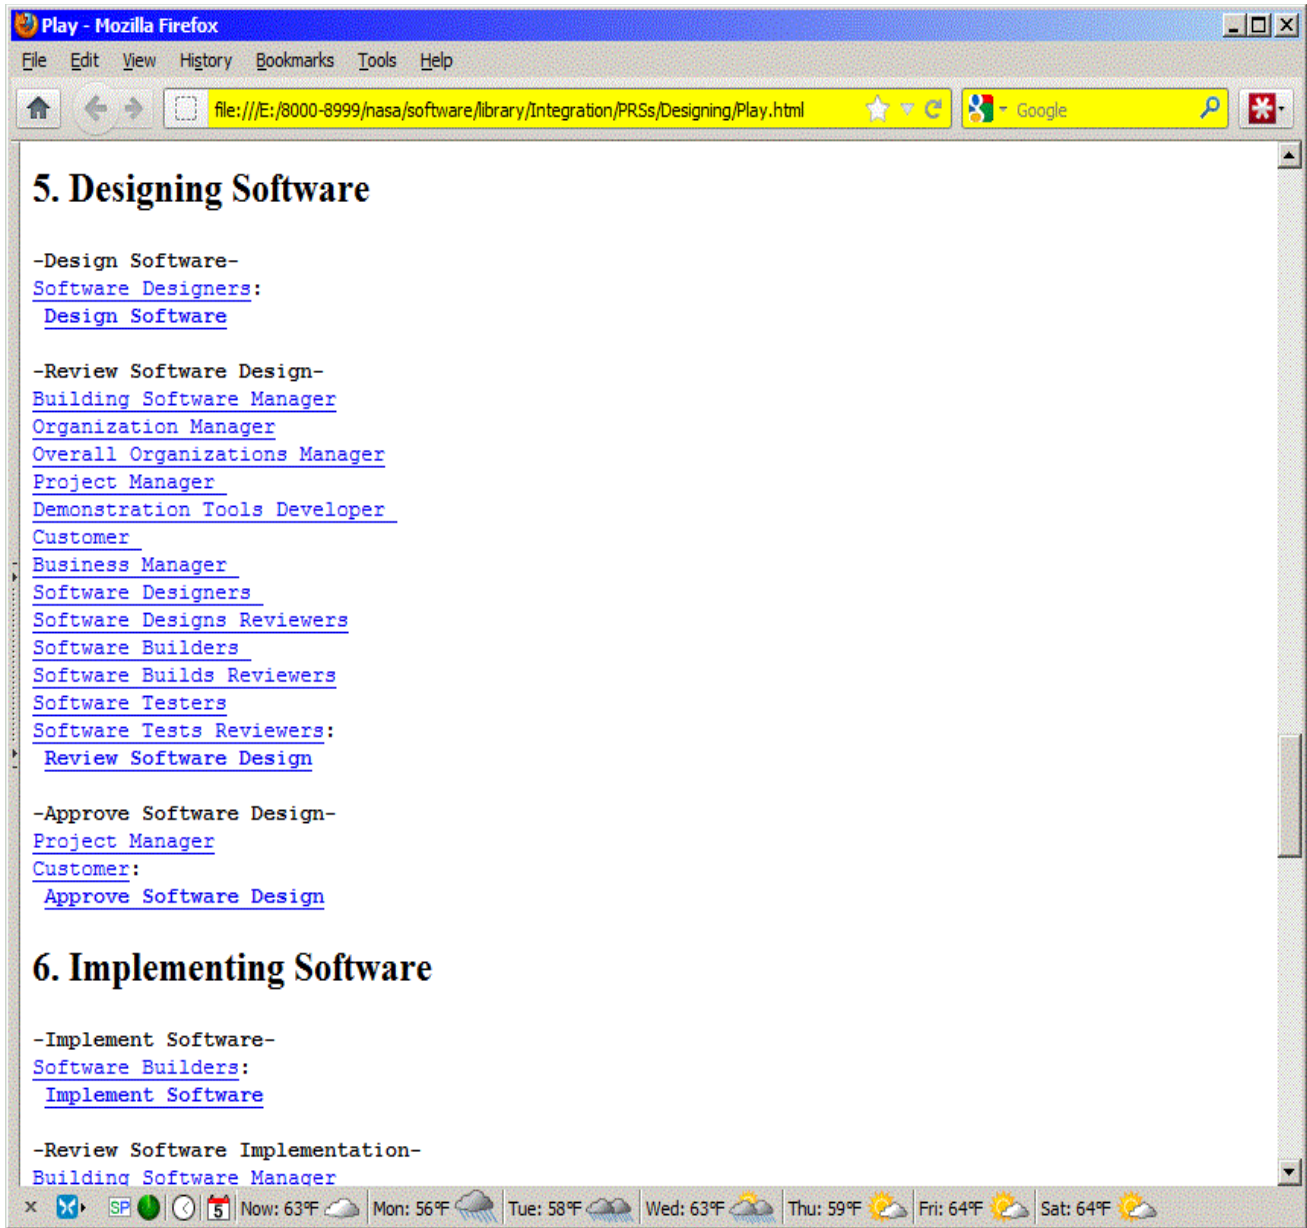 Play - Mozilla Firefox
File Edit View History Bookmarks Tools Help
file:///E:/8000-8999/nasa/software/library/Integration/PRSs/Designing/Play.html Google
5. Designing Software
-Design Software-
Software Designers:
Design Software
-Review Software Design-
Building Software Manager
Organization Manager
Overall Organizations Manager
Project Manager
Demonstration Tools Developer
Customer
Business Manager
Software Designers
Software Designs Reviewers
Software Builders
Software Builds Reviewers
Software Testers
Software Tests Reviewers:
Review Software Design
-Approve Software Design-
Project Manager
Customer:
Approve Software Design
6. Implementing Software
-Implement Software-
Software Builders:
Implement Software
-Review Software Implementation-
Building Software Manager
SP 5 Now: 63°F Mon: 56°F Tue: 58°F Wed: 63°F Thu: 59°F Fri: 64°F Sat: 64°F